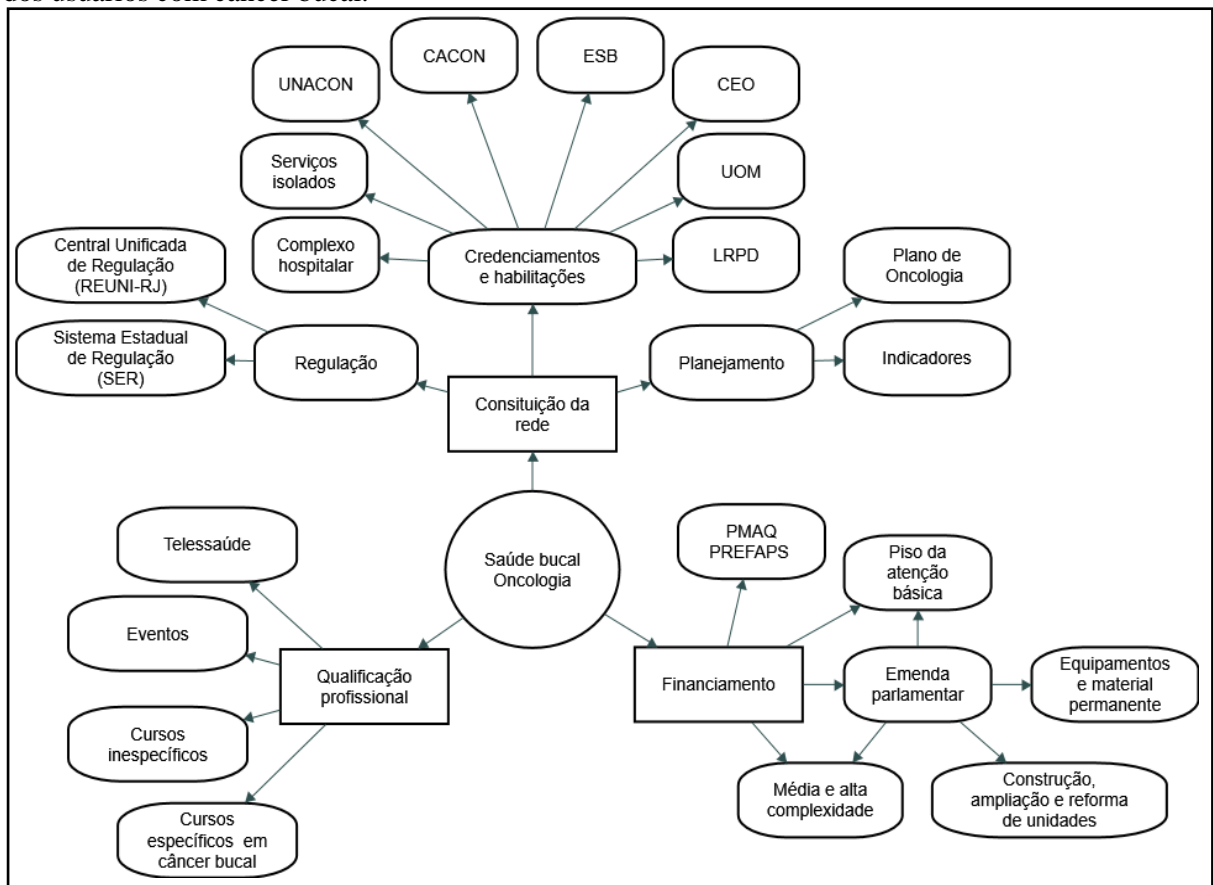 dos usuários com câncer bucal.
CACON
ESB
UNACON
CEO
Serviços
isolados
UOM
Complexo
hospitalar
Credenciamentos
e habilitações
LRPD
Central Unificada
de Regulação
(REUNI-RJ)
Plano de
Oncologia
Sistema Estadual
de Regulação
(SER)
Regulação
Planejamento
Indicadores
Consituição da
rede
Telessaúde
Saúde bucal
Oncologia
PMAQ
PREFAPS
Piso da
atenção
básica
Eventos
Qualificação
profissional
Financiamento
Emenda
parlamentar
Equipamentos
e material
permanente
Cursos
inespecíficos
Média e alta
complexidade
Construção,
ampliação e reforma
de unidades
Cursos
específicos em
câncer bucal